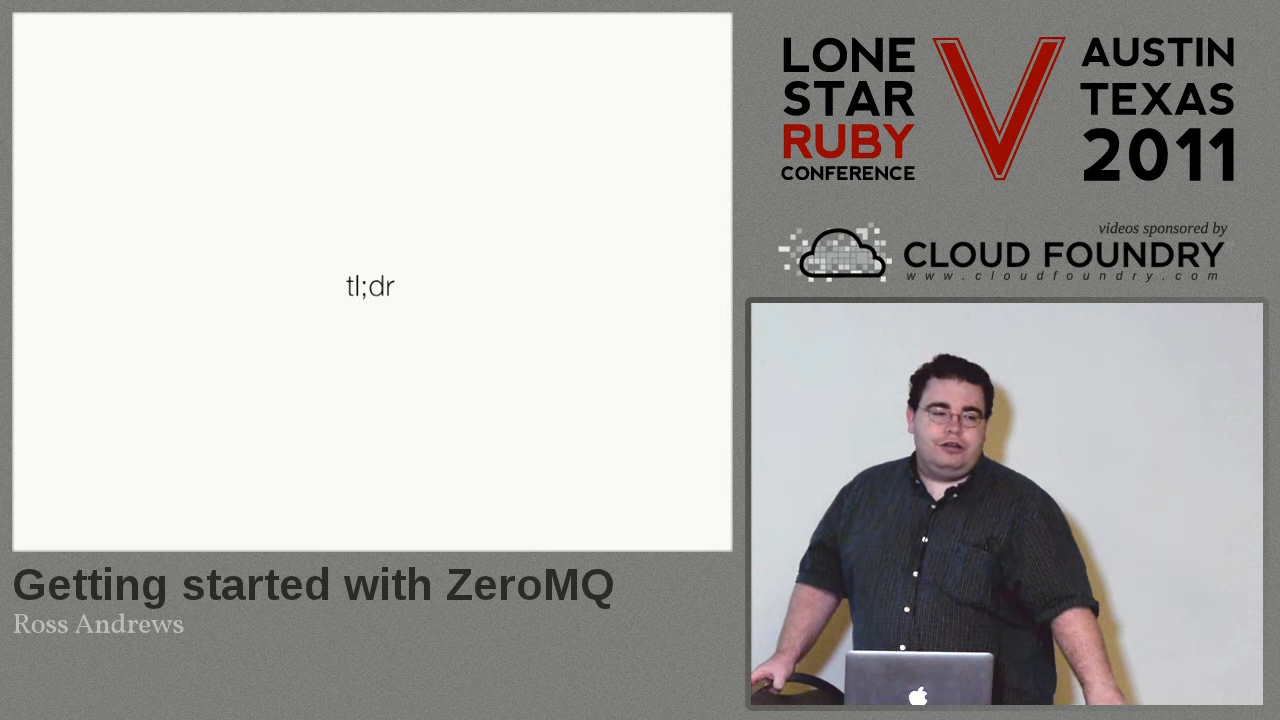 tl;dr
Getting started with ZeroMQ
Ross Andrews
LONE
STAR
RUBY
CONFERENCE
V
AUSTIN
TEXAS
2011
videos sponsored by
CLOUD FOUNDRY
www.cloudfoundry.com